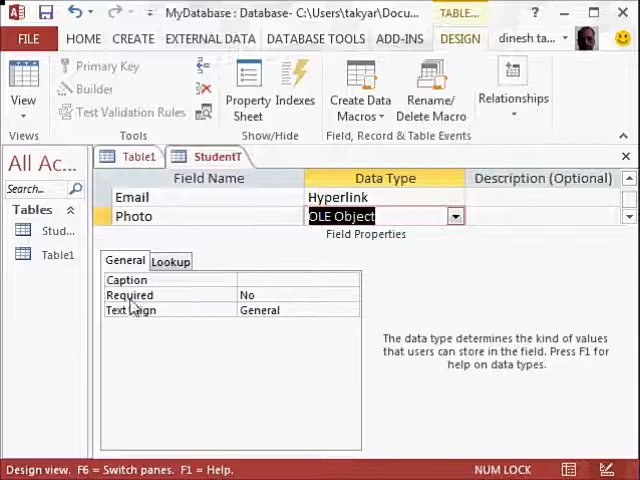 MyDatabase : Database- C:\Users\takyar\Docu... TABLE...
FILE HOME CREATE EXTERNAL DATA DATABASE TOOLS ADD-INS DESIGN dinesh ta...
View
Views
Primary Key
Builder
Test Validation Rules
Tools
Property Sheet
Indexes
Show/Hide
Create Data Macros
Rename/ Delete Macro
Field, Record & Table Events
Relationships
All Ac...
Search...
Tables
Stud...
Table1
Table1 StudentT
Field Name Data Type Description (Optional)
Email Hyperlink
Photo OLE Object
Field Properties
General Lookup
Caption
Required No
General
The data type determines the kind of values
that users can store in the field. Press F1 for
help on data types.
Design view. F6 = Switch panes. F1 = Help. NUM LOCK